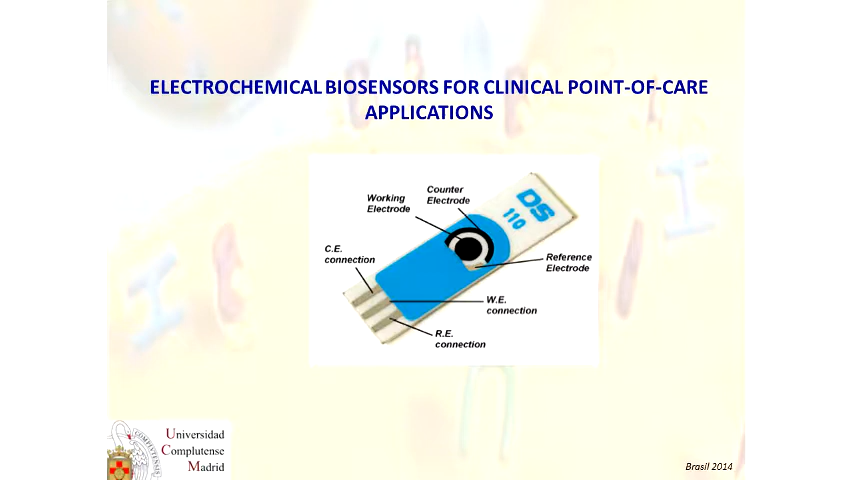 ELECTROCHEMICAL BIOSENSORS FOR CLINICAL POINT-OF-CARE
APPLICATIONS
Counter
Electrode
Working
Electrode
DS
110
C.E.
connection
Reference
Electrode
W.E.
connection
R.E.
connection
Universidad
Complutense
Madrid
Brasil 2014